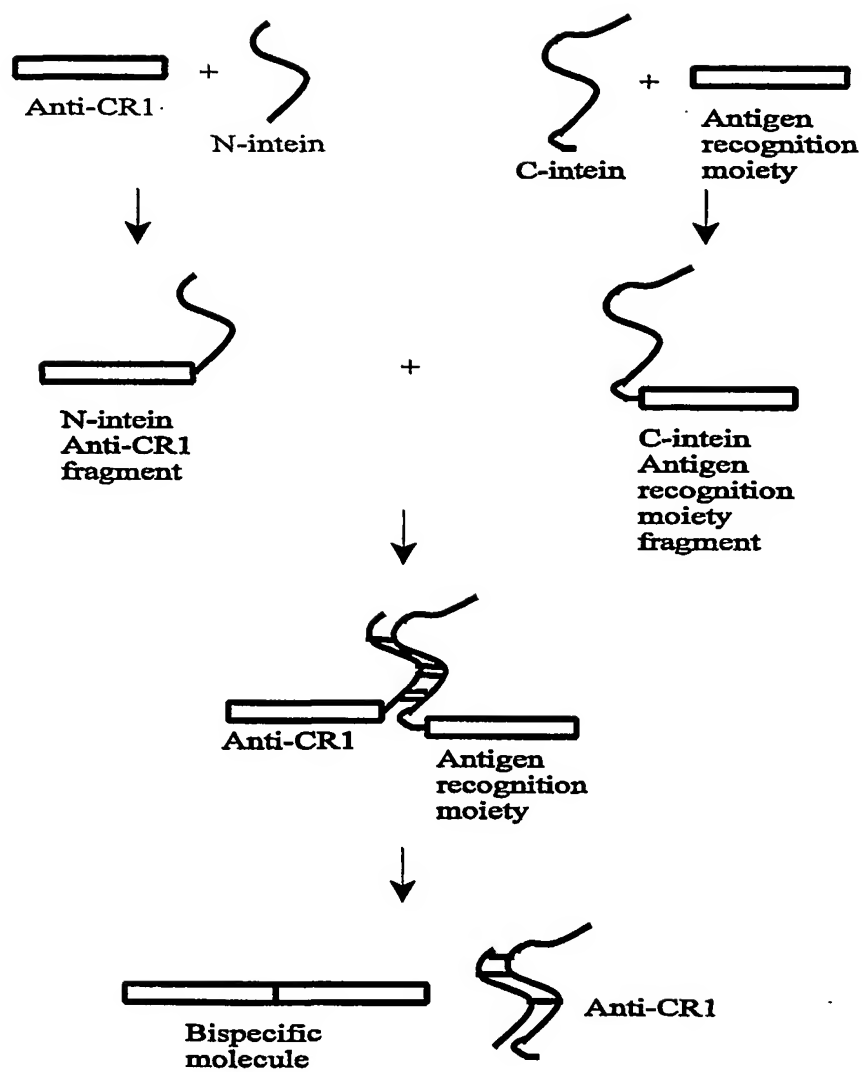 +
+
Anti-CR1
N-intein
C-intein
Antigen
recognition
moiety
+
N-intein
Anti-CR1
fragment
C-intein
Antigen
recognition
moiety
fragment
Anti-CR1
Antigen
recognition
moiety
Anti-CR1
Bispecific
molecule